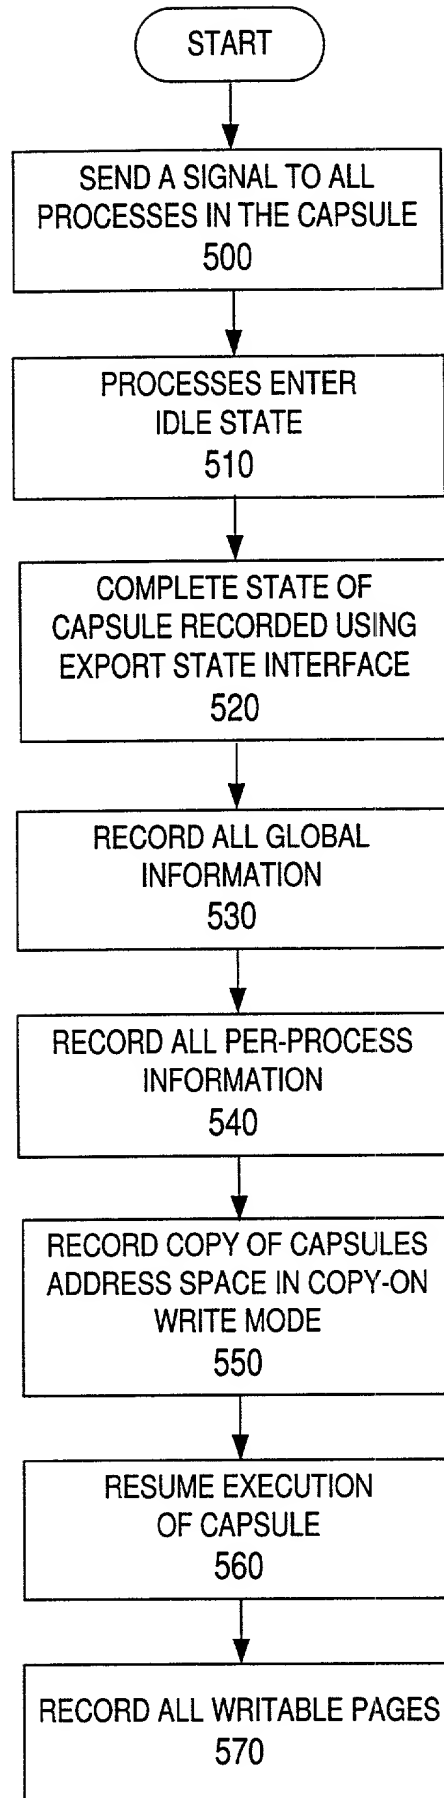 START
SEND A SIGNAL TO ALL
PROCESSES IN THE CAPSULE
500
PROCESSES ENTER
IDLE STATE
510
COMPLETE STATE OF
CAPSULE RECORDED USING
EXPORT STATE INTERFACE
520
RECORD ALL GLOBAL
INFORMATION
530
RECORD ALL PER-PROCESS
INFORMATION
540
RECORD COPY OF CAPSULES
ADDRESS SPACE IN COPY-ON
WRITE MODE
550
RESUME EXECUTION
OF CAPSULE
560
RECORD ALL WRITABLE PAGES
570